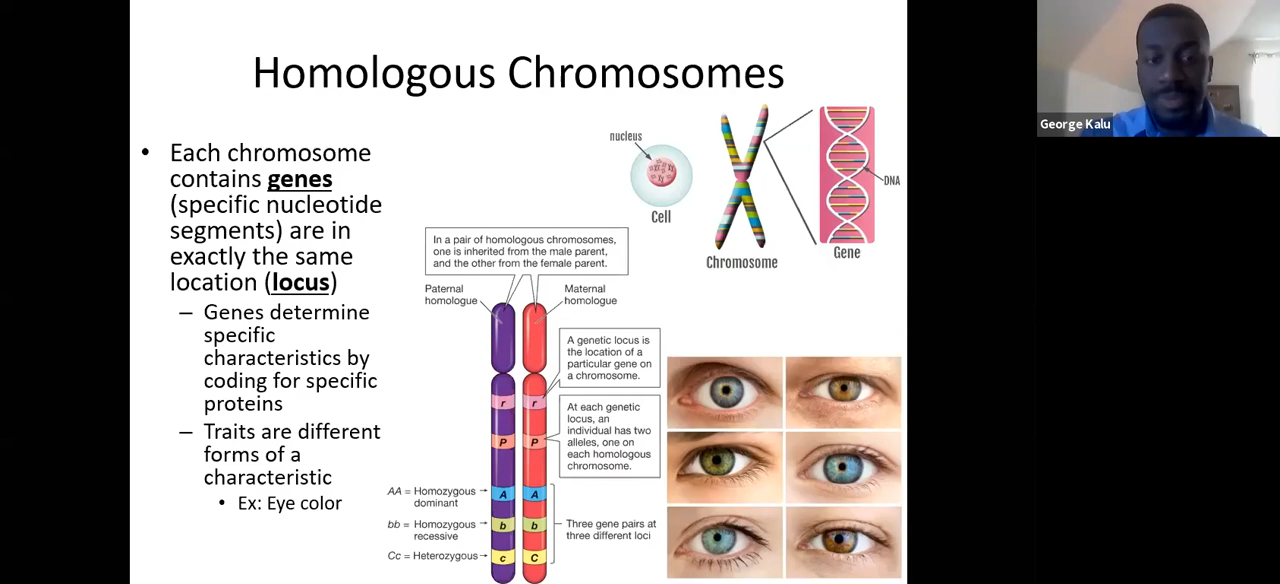 Homologous Chromosomes
• Each chromosome
contains genes
(specific nucleotide
segments) are in
exactly the same
location (locus)
– Genes determine
specific
characteristics by
coding for specific
proteins
– Traits are different
forms of a
characteristic
• Ex: Eye color
nucleus
Cell
Chromosome
DNA
Gene
In a pair of homologous chromosomes,
one is inherited from the male parent,
and the other from the female parent.
Paternal
homologue
Maternal
homologue
A genetic locus is
the location of a
particular gene on
a chromosome.
r r
At each genetic
locus, an
individual has two
alleles, one on
each homologous
chromosome.
P P
AA = Homozygous
dominant
A A
bb = Homozygous
recessive
b b
Cc = Heterozygous
c C
Three gene pairs at
three different loci
George Kalu